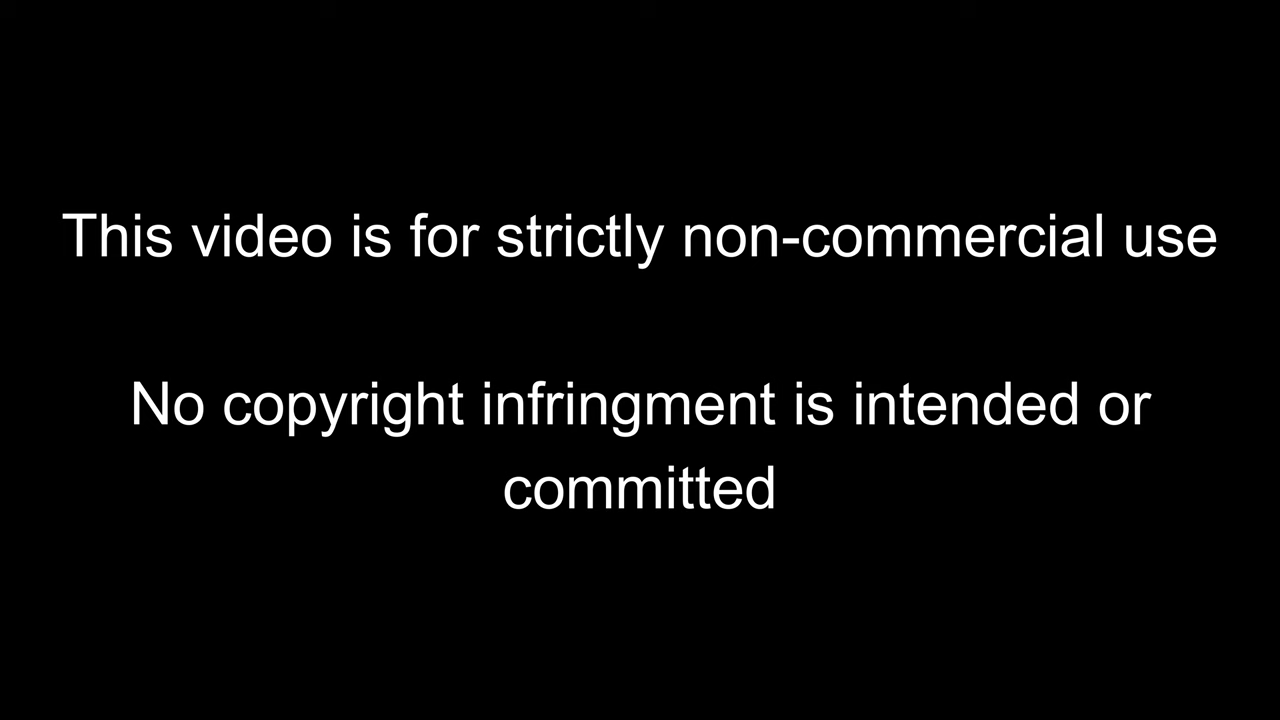 This video is for strictly non-commercial use
No copyright infringment is intended or
committed